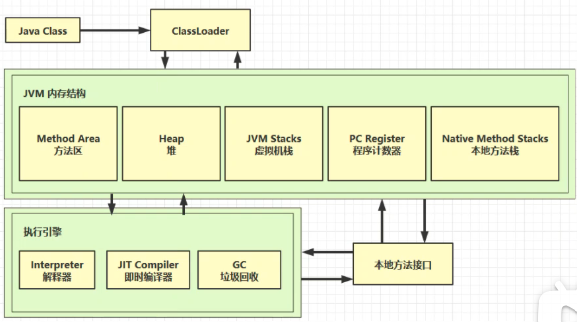 Java Class
ClassLoader
JVM 内存结构
Method Area
方法区
Heap
堆
JVM Stacks
虚拟机栈
PC Register
程序计数器
Native Method Stacks
本地方法栈
执行引擎
Interpreter
解释器
JIT Compiler
即时编译器
GC
垃圾回收
本地方法接口